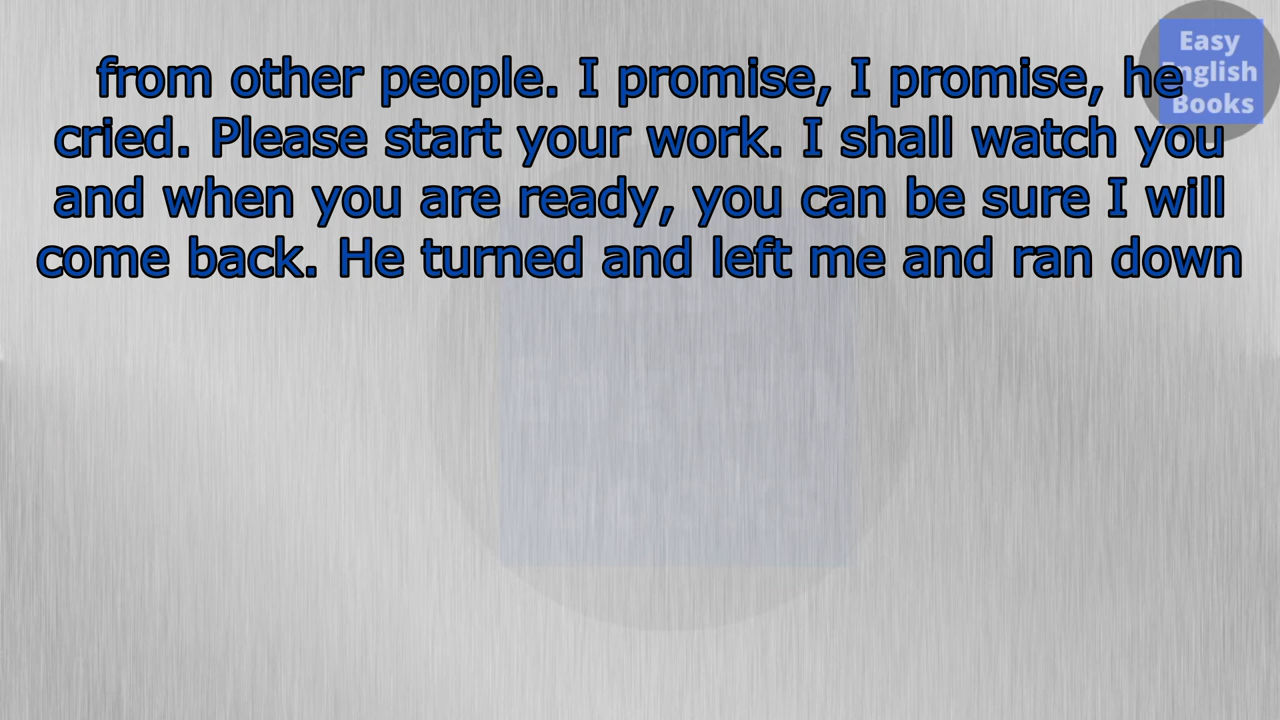 from other people. I promise, I promise, he
cried. Please start your work. I shall watch you
and when you are ready, you can be sure I will
come back. He turned and left me and ran down
Easy
English
Books